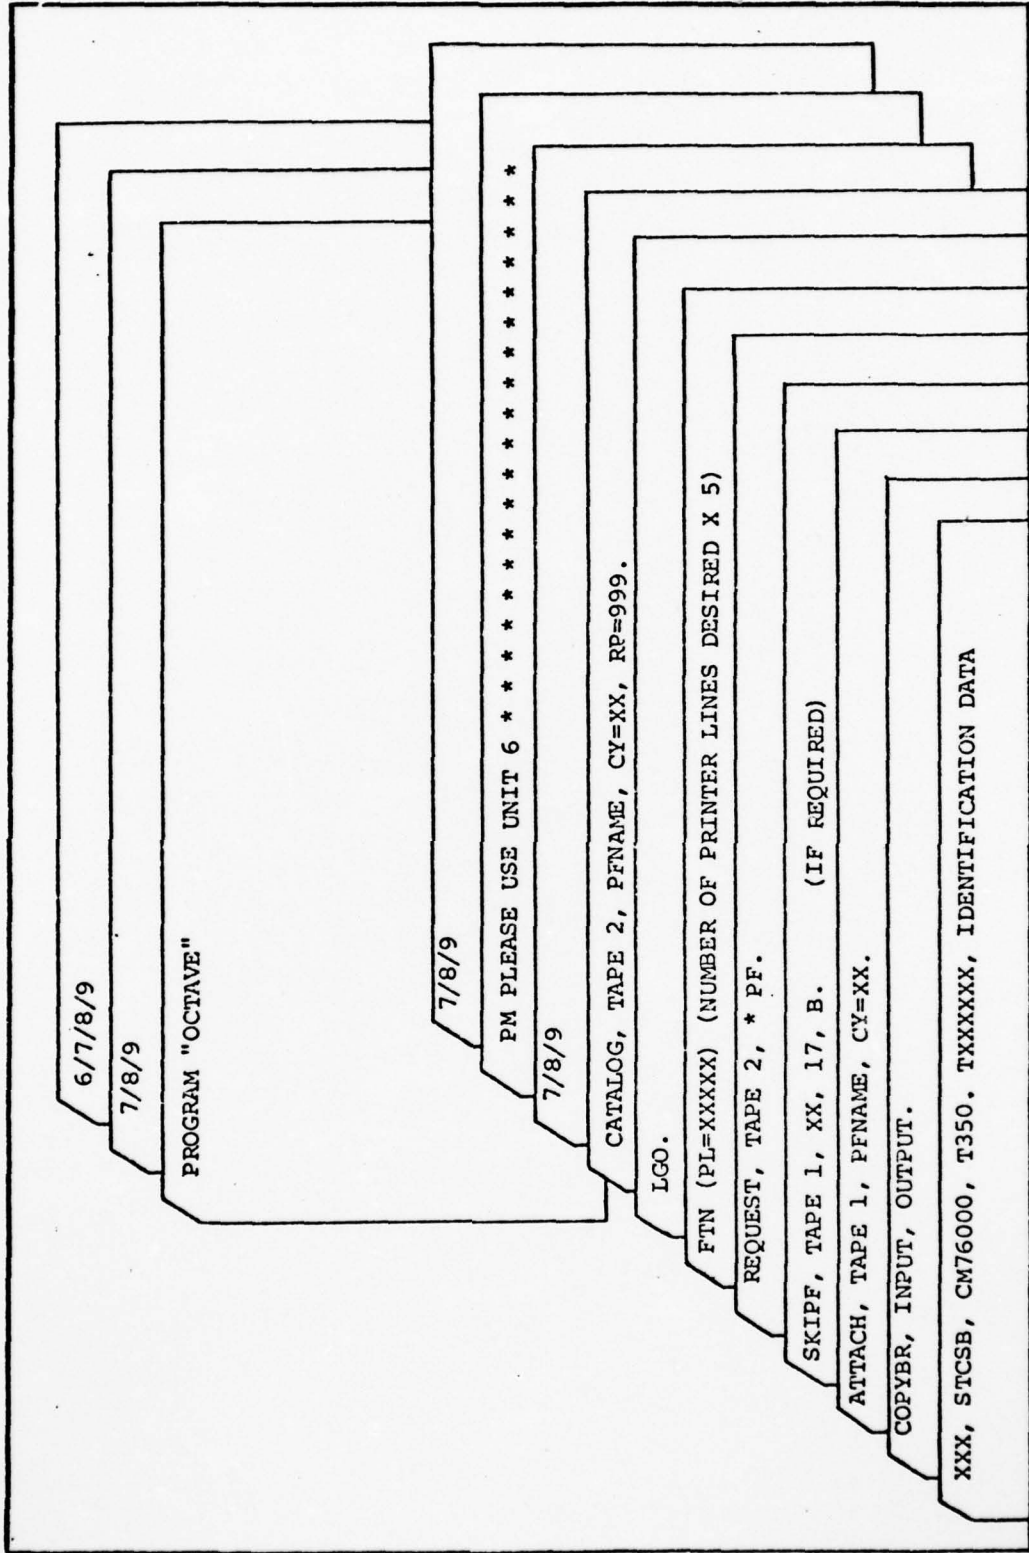 6/7/8/9
7/8/9
PROGRAM "OCTAVE"
7/8/9
PM PLEASE USE UNIT 6 * * * * * * * * * * * * * * * * * * *
7/8/9
CATALOG, TAPE 2, PFNAME, CY=XX, RP=999.
LGO.
FTN (PL=XXXXX) (NUMBER OF PRINTER LINES DESIRED X 5)
REQUEST, TAPE 2, * PF.
SKIPF, TAPE 1, XX, 17, B. (IF REQUIRED)
ATTACH, TAPE 1, PFNAME, CY=XX.
COPYBR, INPUT, OUTPUT.
XXX, STCSB, CM76000, T350. TXXXXXX, IDENTIFICATION DATA